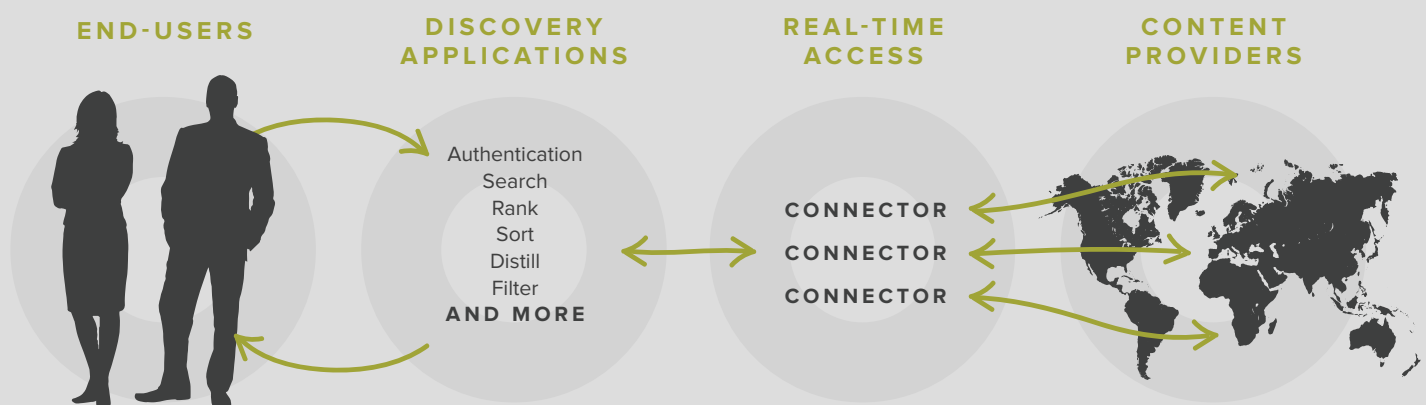 END-USERS
DISCOVERY
APPLICATIONS
Authentication
Search
Rank
Sort
Distill
Filter
AND MORE
REAL-TIME
ACCESS
CONNECTOR
CONNECTOR
CONNECTOR
CONTENT
PROVIDERS